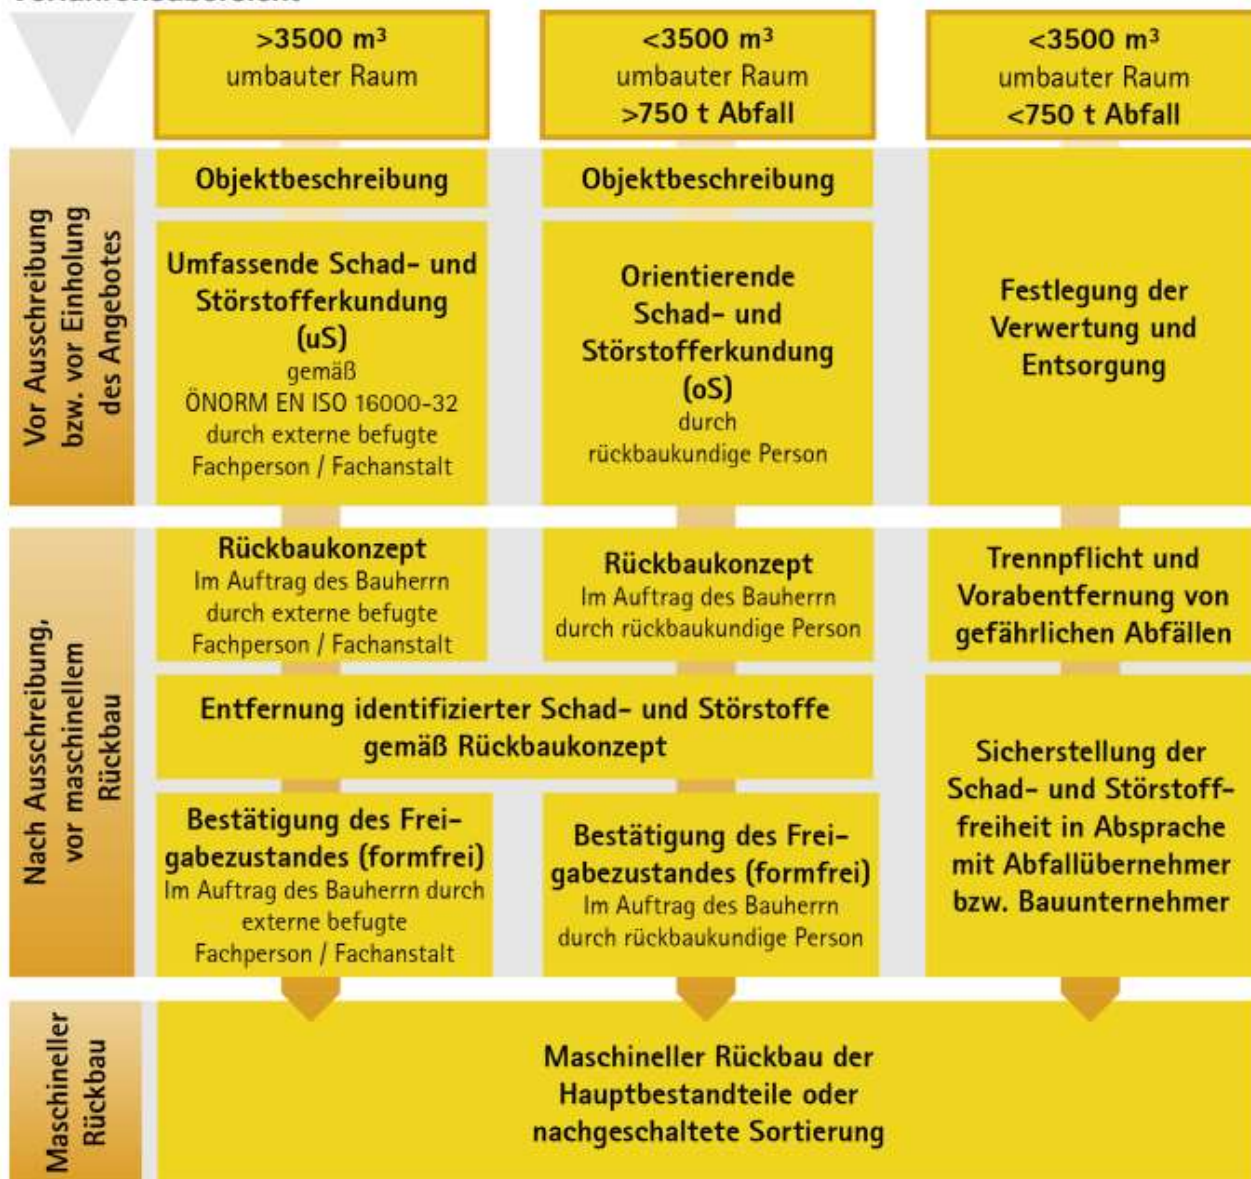 >3500 m³
umbauter Raum
<3500 m³
umbauter Raum
>750 t Abfall
<3500 m³
umbauter Raum
<750 t Abfall
Vor Ausschreibung
bzw. vor Einholung
des Angebotes
Objektbeschreibung
Umfassende Schad- und
Störstofferkundung
(uS)
gemäß
ÖNORM EN ISO 16000-32
durch externe befugte
Fachperson / Fachanstalt
Objektbeschreibung
Orientierende
Schad- und
Störstofferkundung
(oS)
durch
rückbaukundige Person
Festlegung der
Verwertung und
Entsorgung
Nach Ausschreibung,
vor maschinellem
Rückbau
Rückbaukonzept
Im Auftrag des Bauherrn
durch externe befugte
Fachperson / Fachanstalt
Rückbaukonzept
Im Auftrag des Bauherrn
durch rückbaukundige Person
Trennpflicht und
Vorabentfernung von
gefährlichen Abfällen
Entfernung identifizierter Schad- und Störstoffe
gemäß Rückbaukonzept
Bestätigung des Frei-
gabezustandes (formfrei)
Im Auftrag des Bauherrn durch
externe befugte
Fachperson / Fachanstalt
Bestätigung des Frei-
gabezustandes (formfrei)
Im Auftrag des Bauherrn
durch rückbaukundige Person
Sicherstellung der
Schad- und Störstoff-
freiheit in Absprache
mit Abfallübernehmer
bzw. Bauunternehmer
Maschineller
Rückbau
Maschineller Rückbau der
Hauptbestandteile oder
nachgeschaltete Sortierung